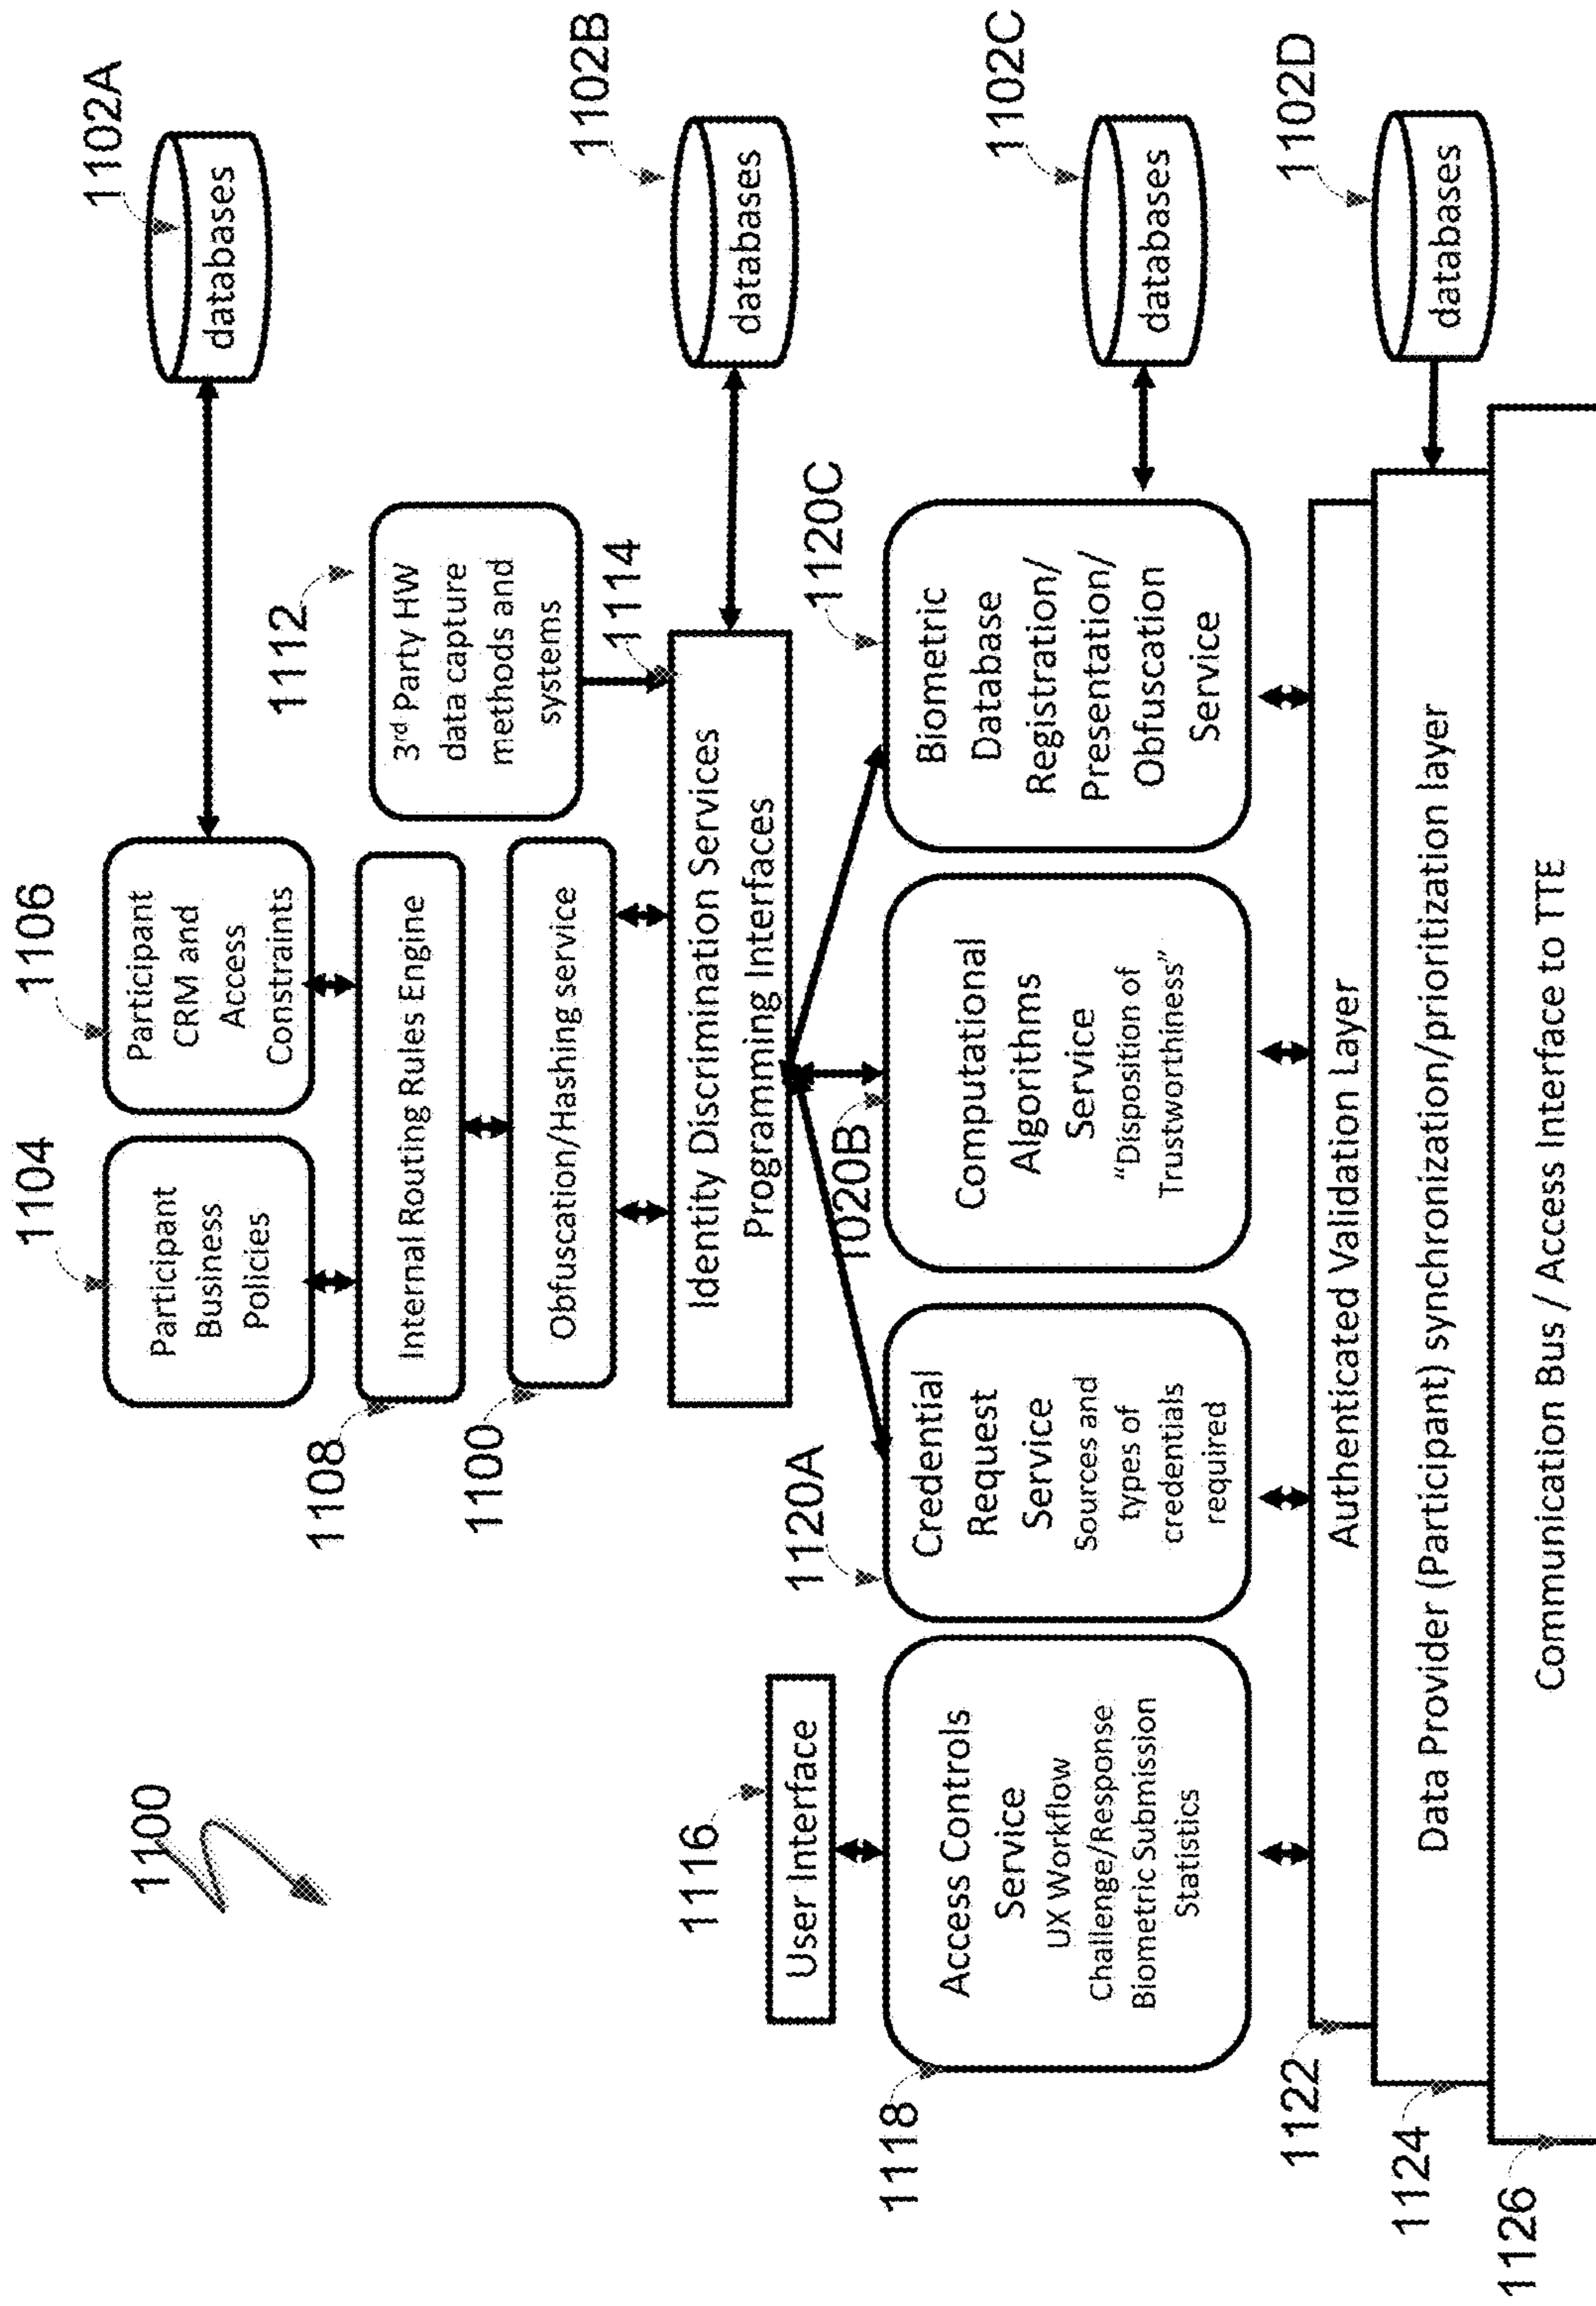 1100
1104
1106
1102A
Participant
Business
Policies
Participant
CRM and
Access
Constraints
databases
1108
Internal Routing Rules Engine
1112
3rd Party HW
data capture
methods and
systems
1100
Obfuscation/Hashing service
1114
1102B
Identity Discrimination Services
Programming Interfaces
databases
1116
User Interface
1120A
1020B
1120C
1102C
1118
Access Controls
Service
UX Workflow
Challenge/Response
Biometric Submission
Statistics
Credential
Request
Service
Sources and
types of
credentials
required
Computational
Algorithms
Service
"Disposition of
Trustworthiness"
Biometric
Database
Registration/
Presentation/
Obfuscation
Service
databases
1122
Authenticated Validation Layer
1102D
1124
Data Provider (Participant) synchronization/prioritization layer
databases
1126
Communication Bus / Access Interface to TTE